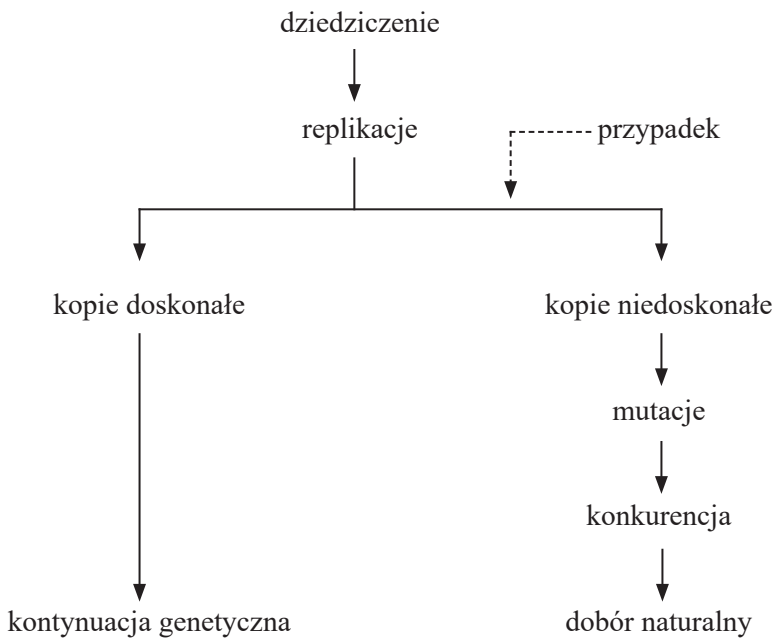 dziedziczenie
replikacje
przypadek
kopie doskonałe
kopie niedoskonałe
mutacje
konkurencja
kontynuacja genetyczna
dobór naturalny